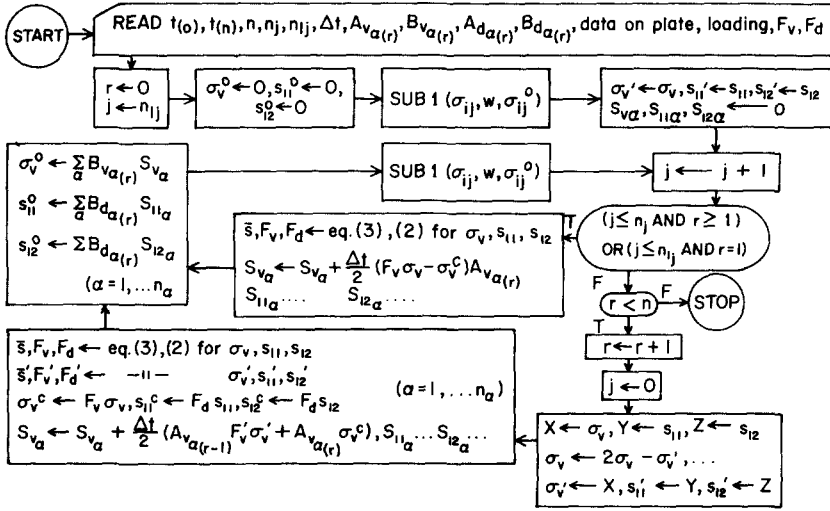 START
READ t(0), t(n), n, nj, n1j, Δt, Avα(r), Bvα(r), Adα(r), Bdα(r), data on plate, loading, Fv, Fd
r ← 0
j ← n1j
σv⁰ ← 0, s11⁰ ← 0,
s12⁰ ← 0
SUB 1 (σij, w, σij⁰)
σv' ← σv, s11' ← s11, s12' ← s12
Svα, S11α, S12α ← 0
σv⁰ ← Σα Bvα(r) Svα
s11⁰ ← Σα Bdα(r) S11α
s12⁰ ← Σα Bdα(r) S12α
(α = 1, ... nα)
SUB 1 (σij, w, σij⁰)
j ← j + 1
(j ≤ nj AND r ≥ 1)
OR (j ≤ n1j AND r=1)
T
s̄, Fv, Fd ← eq. (3), (2) for σv, s11, s12
Svα ← Svα + Δt/2 (Fv σv − σvᶜ) Avα(r)
S11α .... S12α ....
F
r < n
F
STOP
T
r ← r + 1
j ← 0
s̄, Fv, Fd ← eq. (3), (2) for σv, s11, s12
s̄', Fv', Fd' ← -11- σv', s11', s12'
(α = 1, ... nα)
σvᶜ ← Fv σv, s11ᶜ ← Fd s11, s12ᶜ ← Fd s12
Svα ← Svα + Δt/2 (Avα(r-1) Fv' σv' + Avα(r) σvᶜ), S11α ... S12α ...
X ← σv, Y ← s11, Z ← s12
σv ← 2σv − σv', ...
σv' ← X, s11' ← Y, s12' ← Z